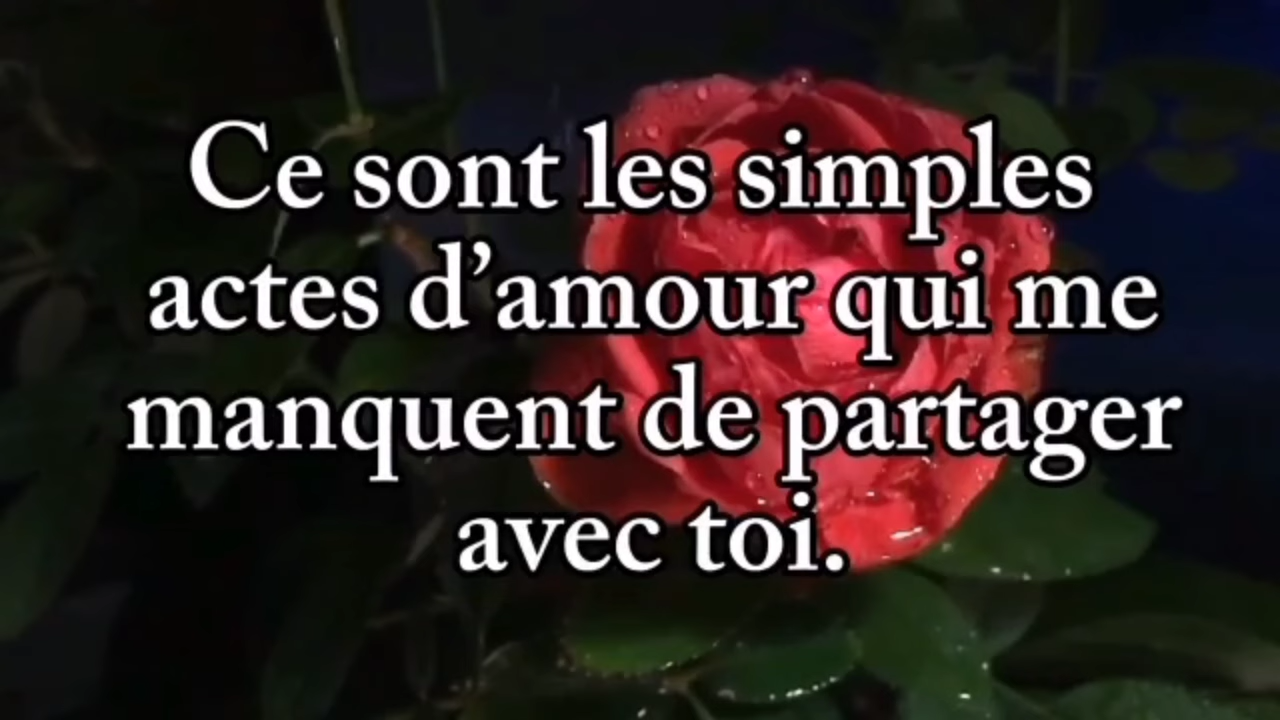 Ce sont les simples
actes d’amour qui me
manquent de partager
avec toi.